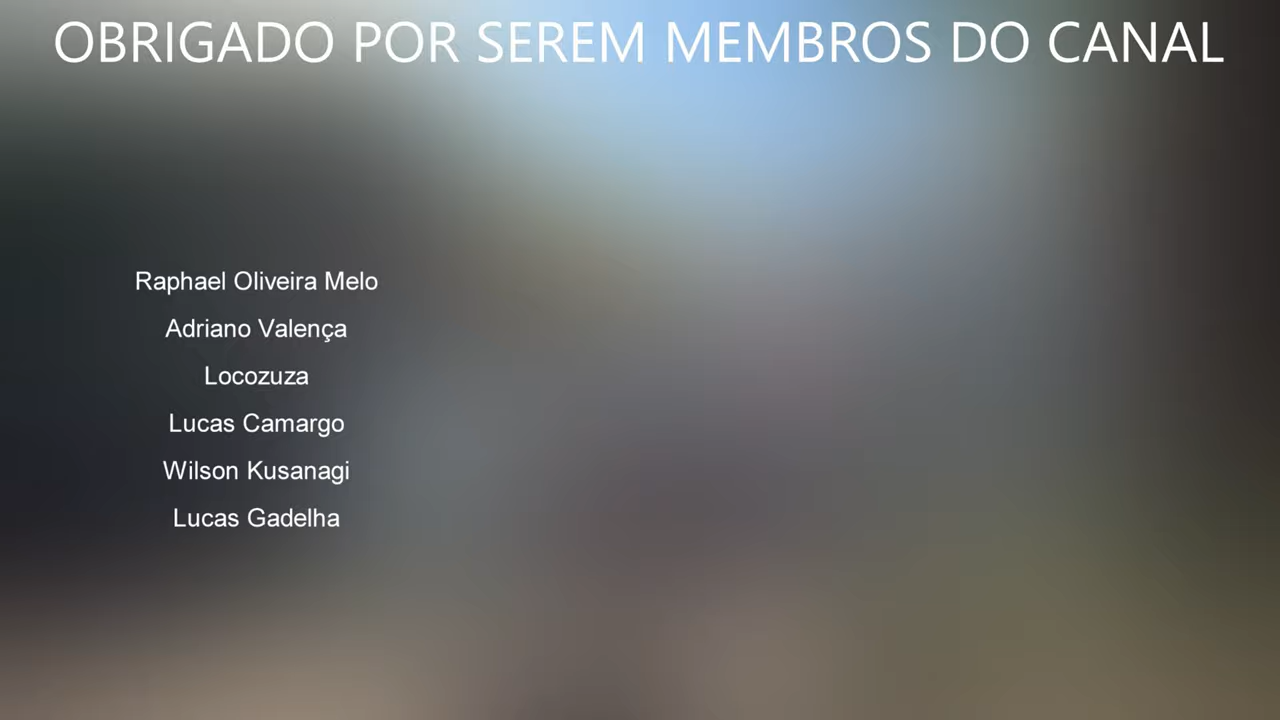 OBRIGADO POR SEREM MEMBROS DO CANAL
Raphael Oliveira Melo
Adriano Valença
Locozuza
Lucas Camargo
Wilson Kusanagi
Lucas Gadelha